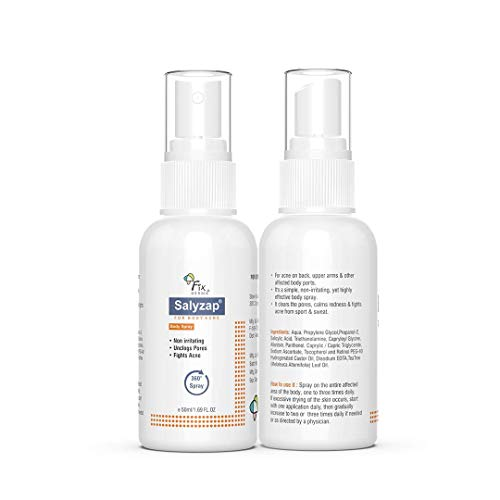 Fix
DERMA
Salyzap®
FOR BODY ACNE
Body Spray
• Non irritating
• Unclogs Pores
• Fights Acne
360°
Spray
e 50ml/1.69 FL. OZ
• For acne on back, upper arms & other
affected body parts.
• It's a simple, non-irritating, yet highly
effective body spray.
• It clears the pores, calms redness & fights
acne from sport & sweat.
Ingredients: Aqua, Propylene Glycol, Propanol-2,
Salicylic Acid, Triethanolamine, Capryloyl Glycine,
Allantoin, Panthenol, Caprylic / Capric Triglyceride,
Sodium Ascorbate, Tocopherol and Retinol PEG-40
Hydrogenated Castor Oil, Disodium EDTA, Tea Tree
Leaf Oil.
How to use it : Spray on the entire affected
area of the body, one to three times daily.
If excessive drying of the skin occurs, start
with one application daily, then gradually
increase to two or three times daily if needed
or as directed by a physician.